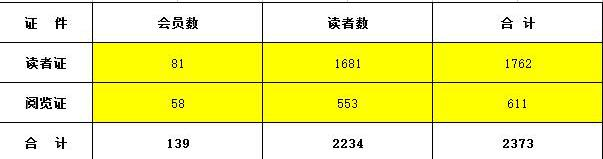 证 件 会员数 读者数 合 计
读者证 81 1681 1762
阅览证 58 553 611
合 计 139 2234 2373